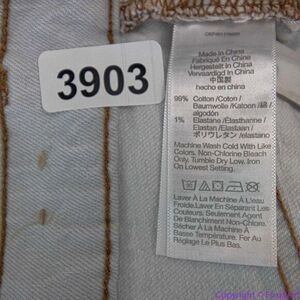 3903
Made in China
Fabriqué En Chine
Hergestellt In China
Vervaardigd In China
中国製
hecho en china
99% Cotton /Coton /
Baumwolle /Katoen / 綿 /
algodón
1% Elastane /Élasthanne /
Elastan /Elastaan /
ポリウレタン /elastano
Machine Wash Cold With Like
Colors. Non-Chlorine Bleach
Only. Tumble Dry Low. Iron
On Lowest Setting.
Laver À La Machine À
Froid.Laver En Séparant Les
Couleurs. Seulement Agent
De Blanchiment Non-Chloré.
Sécher À La Machine À
Basse Température. Fer Au
Réglage Le Plus Bas.